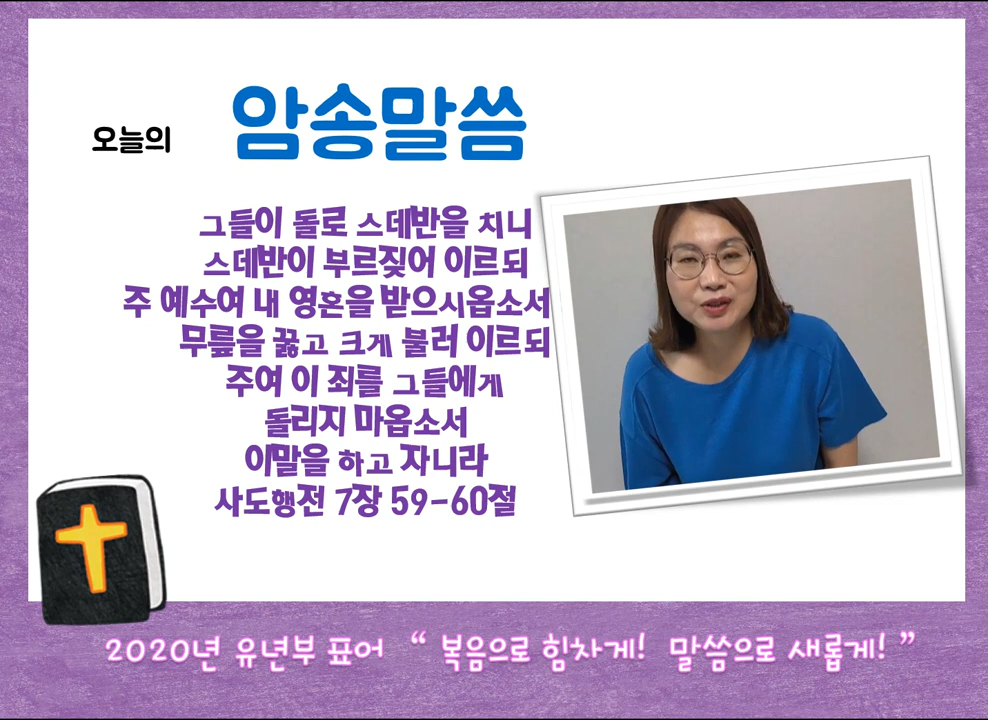 오늘의 암송말씀
그들이 돌로 스데반을 치니
스데반이 부르짖어 이르되
주 예수여 내 영혼을 받으시옵소서
무릎을 꿇고 크게 불러 이르되
주여 이 죄를 그들에게
돌리지 마옵소서
이말을 하고 자니라
사도행전 7장 59-60절
2020년 유년부 표어 “ 복음으로 힘차게! 말씀으로 새롭게! ”